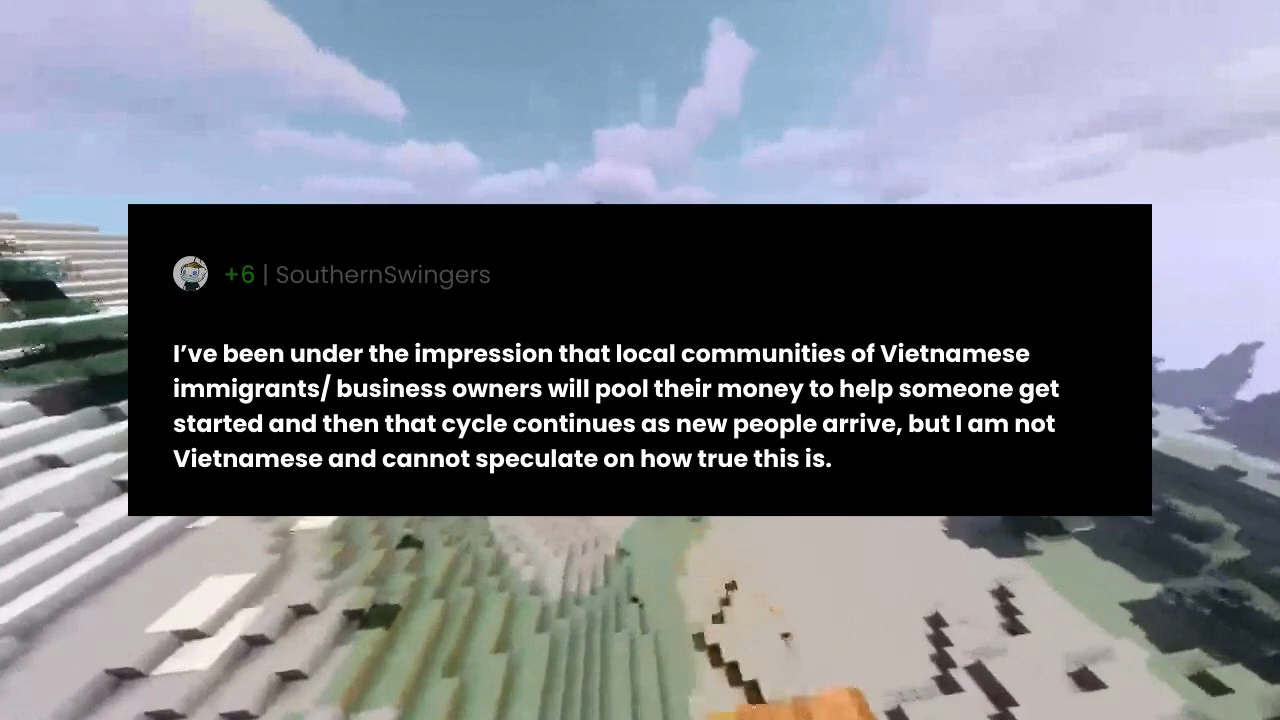 +6 | SouthernSwingers
I’ve been under the impression that local communities of Vietnamese
immigrants/ business owners will pool their money to help someone get
started and then that cycle continues as new people arrive, but I am not
Vietnamese and cannot speculate on how true this is.